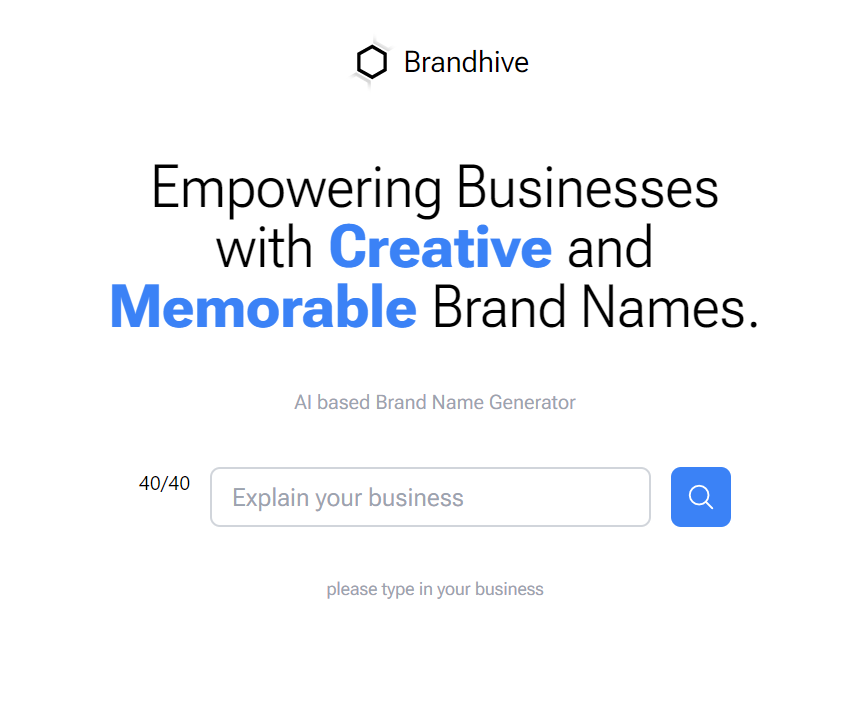 Brandhive
Empowering Businesses
with Creative and
Memorable Brand Names.
AI based Brand Name Generator
40/40
Explain your business
please type in your business